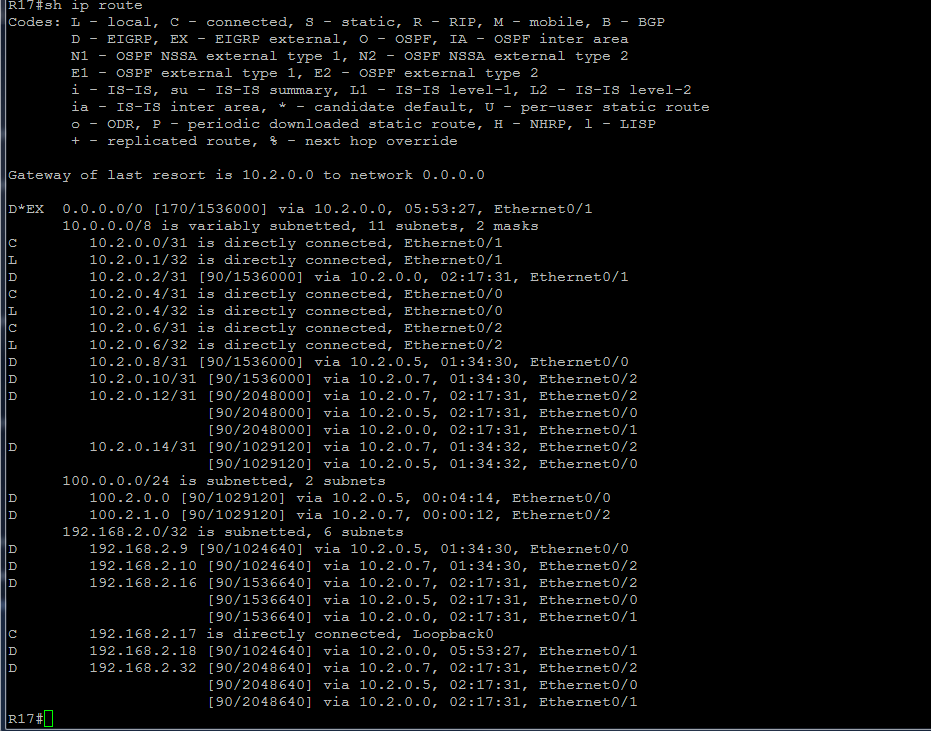 R17#sh ip route
Codes: L - local, C - connected, S - static, R - RIP, M - mobile, B - BGP
       D - EIGRP, EX - EIGRP external, O - OSPF, IA - OSPF inter area
       N1 - OSPF NSSA external type 1, N2 - OSPF NSSA external type 2
       E1 - OSPF external type 1, E2 - OSPF external type 2
       i - IS-IS, su - IS-IS summary, L1 - IS-IS level-1, L2 - IS-IS level-2
       ia - IS-IS inter area, * - candidate default, U - per-user static route
       o - ODR, P - periodic downloaded static route, H - NHRP, l - LISP
       + - replicated route, % - next hop override
Gateway of last resort is 10.2.0.0 to network 0.0.0.0
D*EX  0.0.0.0/0 [170/1536000] via 10.2.0.0, 05:53:27, Ethernet0/1
      10.0.0.0/8 is variably subnetted, 11 subnets, 2 masks
C        10.2.0.0/31 is directly connected, Ethernet0/1
L        10.2.0.1/32 is directly connected, Ethernet0/1
D        10.2.0.2/31 [90/1536000] via 10.2.0.0, 02:17:31, Ethernet0/1
C        10.2.0.4/31 is directly connected, Ethernet0/0
L        10.2.0.4/32 is directly connected, Ethernet0/0
C        10.2.0.6/31 is directly connected, Ethernet0/2
L        10.2.0.6/32 is directly connected, Ethernet0/2
D        10.2.0.8/31 [90/1536000] via 10.2.0.5, 01:34:30, Ethernet0/0
D        10.2.0.10/31 [90/1536000] via 10.2.0.7, 01:34:30, Ethernet0/2
D        10.2.0.12/31 [90/2048000] via 10.2.0.7, 02:17:31, Ethernet0/2
                      [90/2048000] via 10.2.0.5, 02:17:31, Ethernet0/0
                      [90/2048000] via 10.2.0.0, 02:17:31, Ethernet0/1
D        10.2.0.14/31 [90/1029120] via 10.2.0.7, 01:34:32, Ethernet0/2
                      [90/1029120] via 10.2.0.5, 01:34:32, Ethernet0/0
      100.0.0.0/24 is subnetted, 2 subnets
D        100.2.0.0 [90/1029120] via 10.2.0.5, 00:04:14, Ethernet0/0
D        100.2.1.0 [90/1029120] via 10.2.0.7, 00:00:12, Ethernet0/2
      192.168.2.0/32 is subnetted, 6 subnets
D        192.168.2.9 [90/1024640] via 10.2.0.5, 01:34:30, Ethernet0/0
D        192.168.2.10 [90/1024640] via 10.2.0.7, 01:34:30, Ethernet0/2
D        192.168.2.16 [90/1536640] via 10.2.0.7, 02:17:31, Ethernet0/2
                      [90/1536640] via 10.2.0.5, 02:17:31, Ethernet0/0
                      [90/1536640] via 10.2.0.0, 02:17:31, Ethernet0/1
C        192.168.2.17 is directly connected, Loopback0
D        192.168.2.18 [90/1024640] via 10.2.0.0, 05:53:27, Ethernet0/1
D        192.168.2.32 [90/2048640] via 10.2.0.7, 02:17:31, Ethernet0/2
                      [90/2048640] via 10.2.0.5, 02:17:31, Ethernet0/0
                      [90/2048640] via 10.2.0.0, 02:17:31, Ethernet0/1
R17#